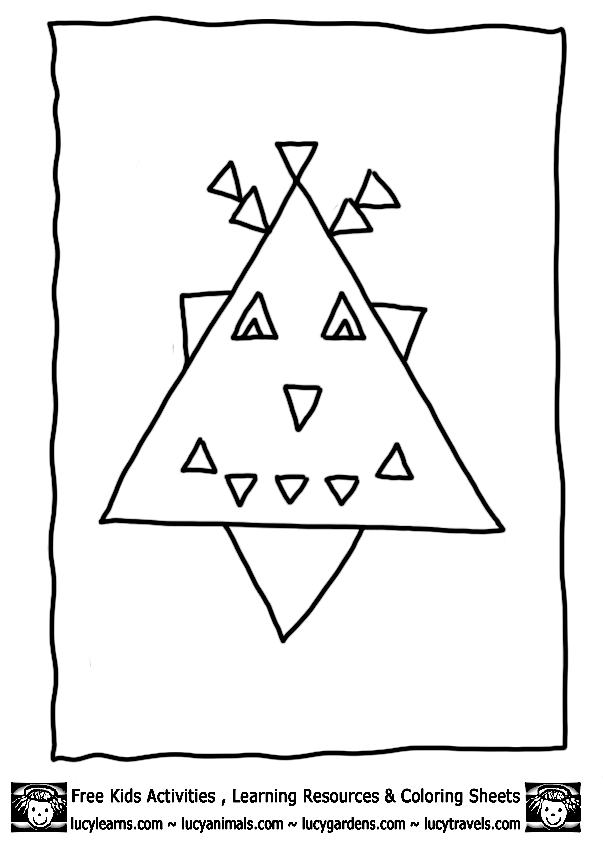 Free Kids Activities , Learning Resources & Coloring Sheets
lucylearns.com ~ lucyanimals.com ~ lucygardens.com ~ lucytravels.com